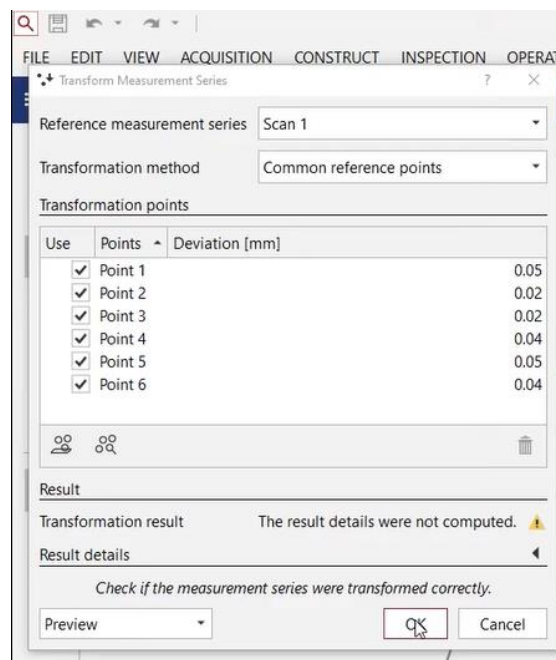 FILE EDIT VIEW ACQUISITION CONSTRUCT INSPECTION OPERA
Transform Measurement Series ? ×
Reference measurement series Scan 1
Transformation method Common reference points
Transformation points
Use Points Deviation [mm]
Point 1 0.05
Point 2 0.02
Point 3 0.02
Point 4 0.04
Point 5 0.05
Point 6 0.04
Result
Transformation result The result details were not computed.
Result details
Check if the measurement series were transformed correctly.
Preview OK Cancel